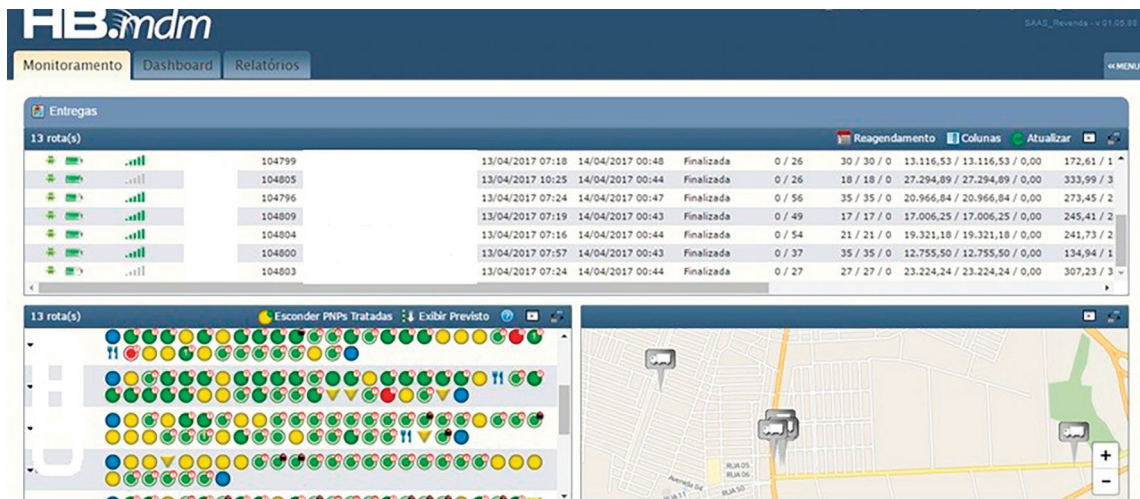 HB.mdm
SAAS_Revenda - v 01.05.88
Monitoramento Dashboard Relatórios «MENU
Entregas
13 rota(s) Reagendamento Colunas Atualizar
104799 13/04/2017 07:18 14/04/2017 00:48 Finalizada 0 / 26 30 / 30 / 0 13.116,53 / 13.116,53 / 0,00 172,61 / 1
104805 13/04/2017 10:25 14/04/2017 00:44 Finalizada 0 / 26 18 / 18 / 0 27.294,89 / 27.294,89 / 0,00 333,99 / 3
104796 13/04/2017 07:24 14/04/2017 00:47 Finalizada 0 / 56 35 / 35 / 0 20.966,84 / 20.966,84 / 0,00 273,45 / 2
104809 13/04/2017 07:19 14/04/2017 00:43 Finalizada 0 / 49 17 / 17 / 0 17.006,25 / 17.006,25 / 0,00 245,41 / 2
104804 13/04/2017 07:16 14/04/2017 00:44 Finalizada 0 / 54 21 / 21 / 0 19.321,18 / 19.321,18 / 0,00 241,73 / 2
104800 13/04/2017 07:57 14/04/2017 00:43 Finalizada 0 / 37 35 / 35 / 0 12.755,50 / 12.755,50 / 0,00 134,94 / 1
104803 13/04/2017 07:24 14/04/2017 00:44 Finalizada 0 / 27 27 / 27 / 0 23.224,24 / 23.224,24 / 0,00 307,23 / 3
13 rota(s) Esconder PNPs Tratadas Exibir Previsto
RUA 05
RUA 06
Avenida 04
RUA 11
RUA 50
+
-